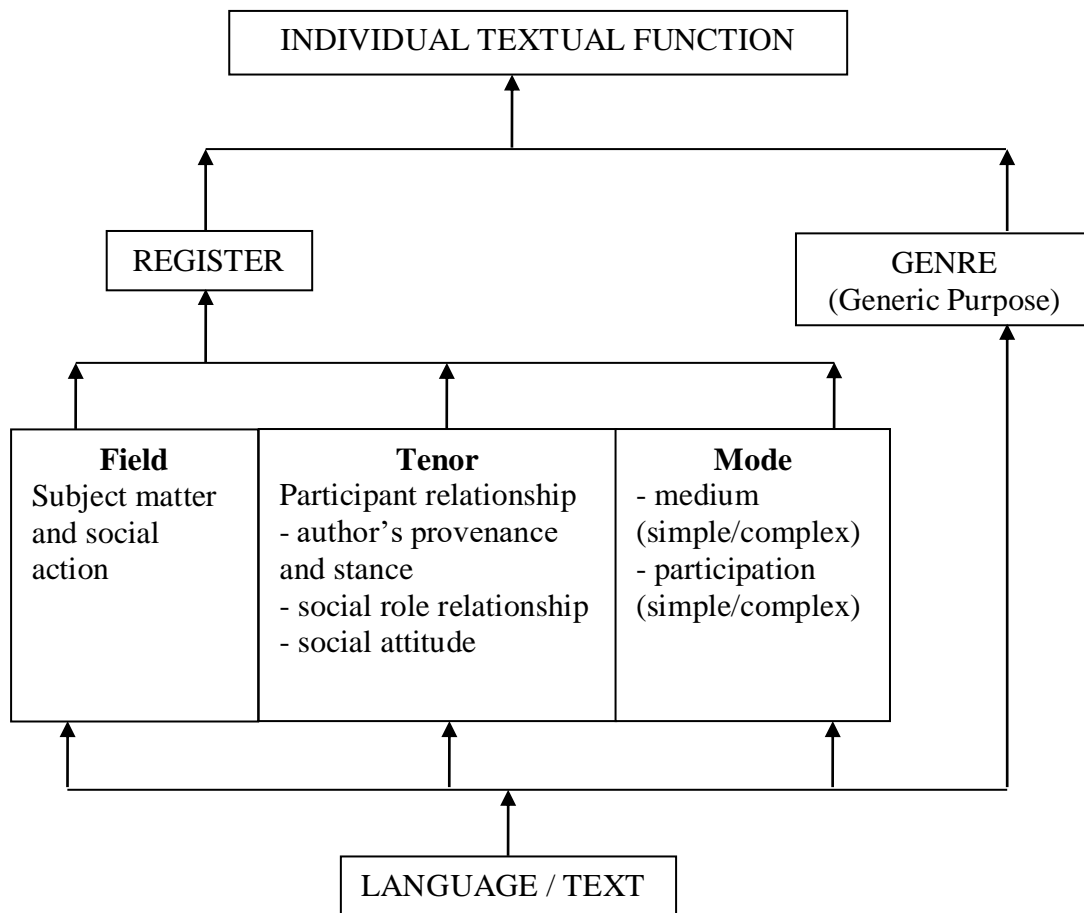 INDIVIDUAL TEXTUAL FUNCTION
REGISTER
GENRE
(Generic Purpose)
Field
Subject matter
and social
action
Tenor
Participant relationship
- author’s provenance
and stance
- social role relationship
- social attitude
Mode
- medium
(simple/complex)
- participation
(simple/complex)
LANGUAGE / TEXT